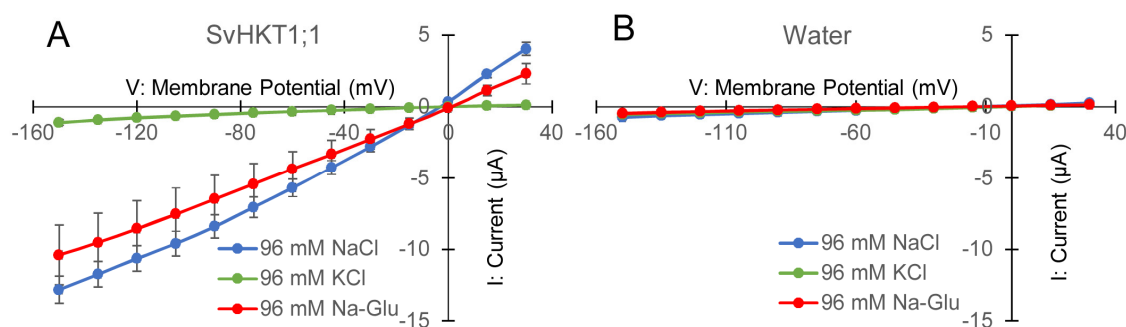 A
SvHKT1;1
V: Membrane Potential (mV)
5
0
-5
-10
-15
-160
-120
-80
-40
0
40
I: Current (µA)
96 mM NaCl
96 mM KCl
96 mM Na-Glu
B
Water
V: Membrane Potential (mV)
5
0
-5
-10
-15
-160
-110
-60
-10
40
I: Current (µA)
96 mM NaCl
96 mM KCl
96 mM Na-Glu